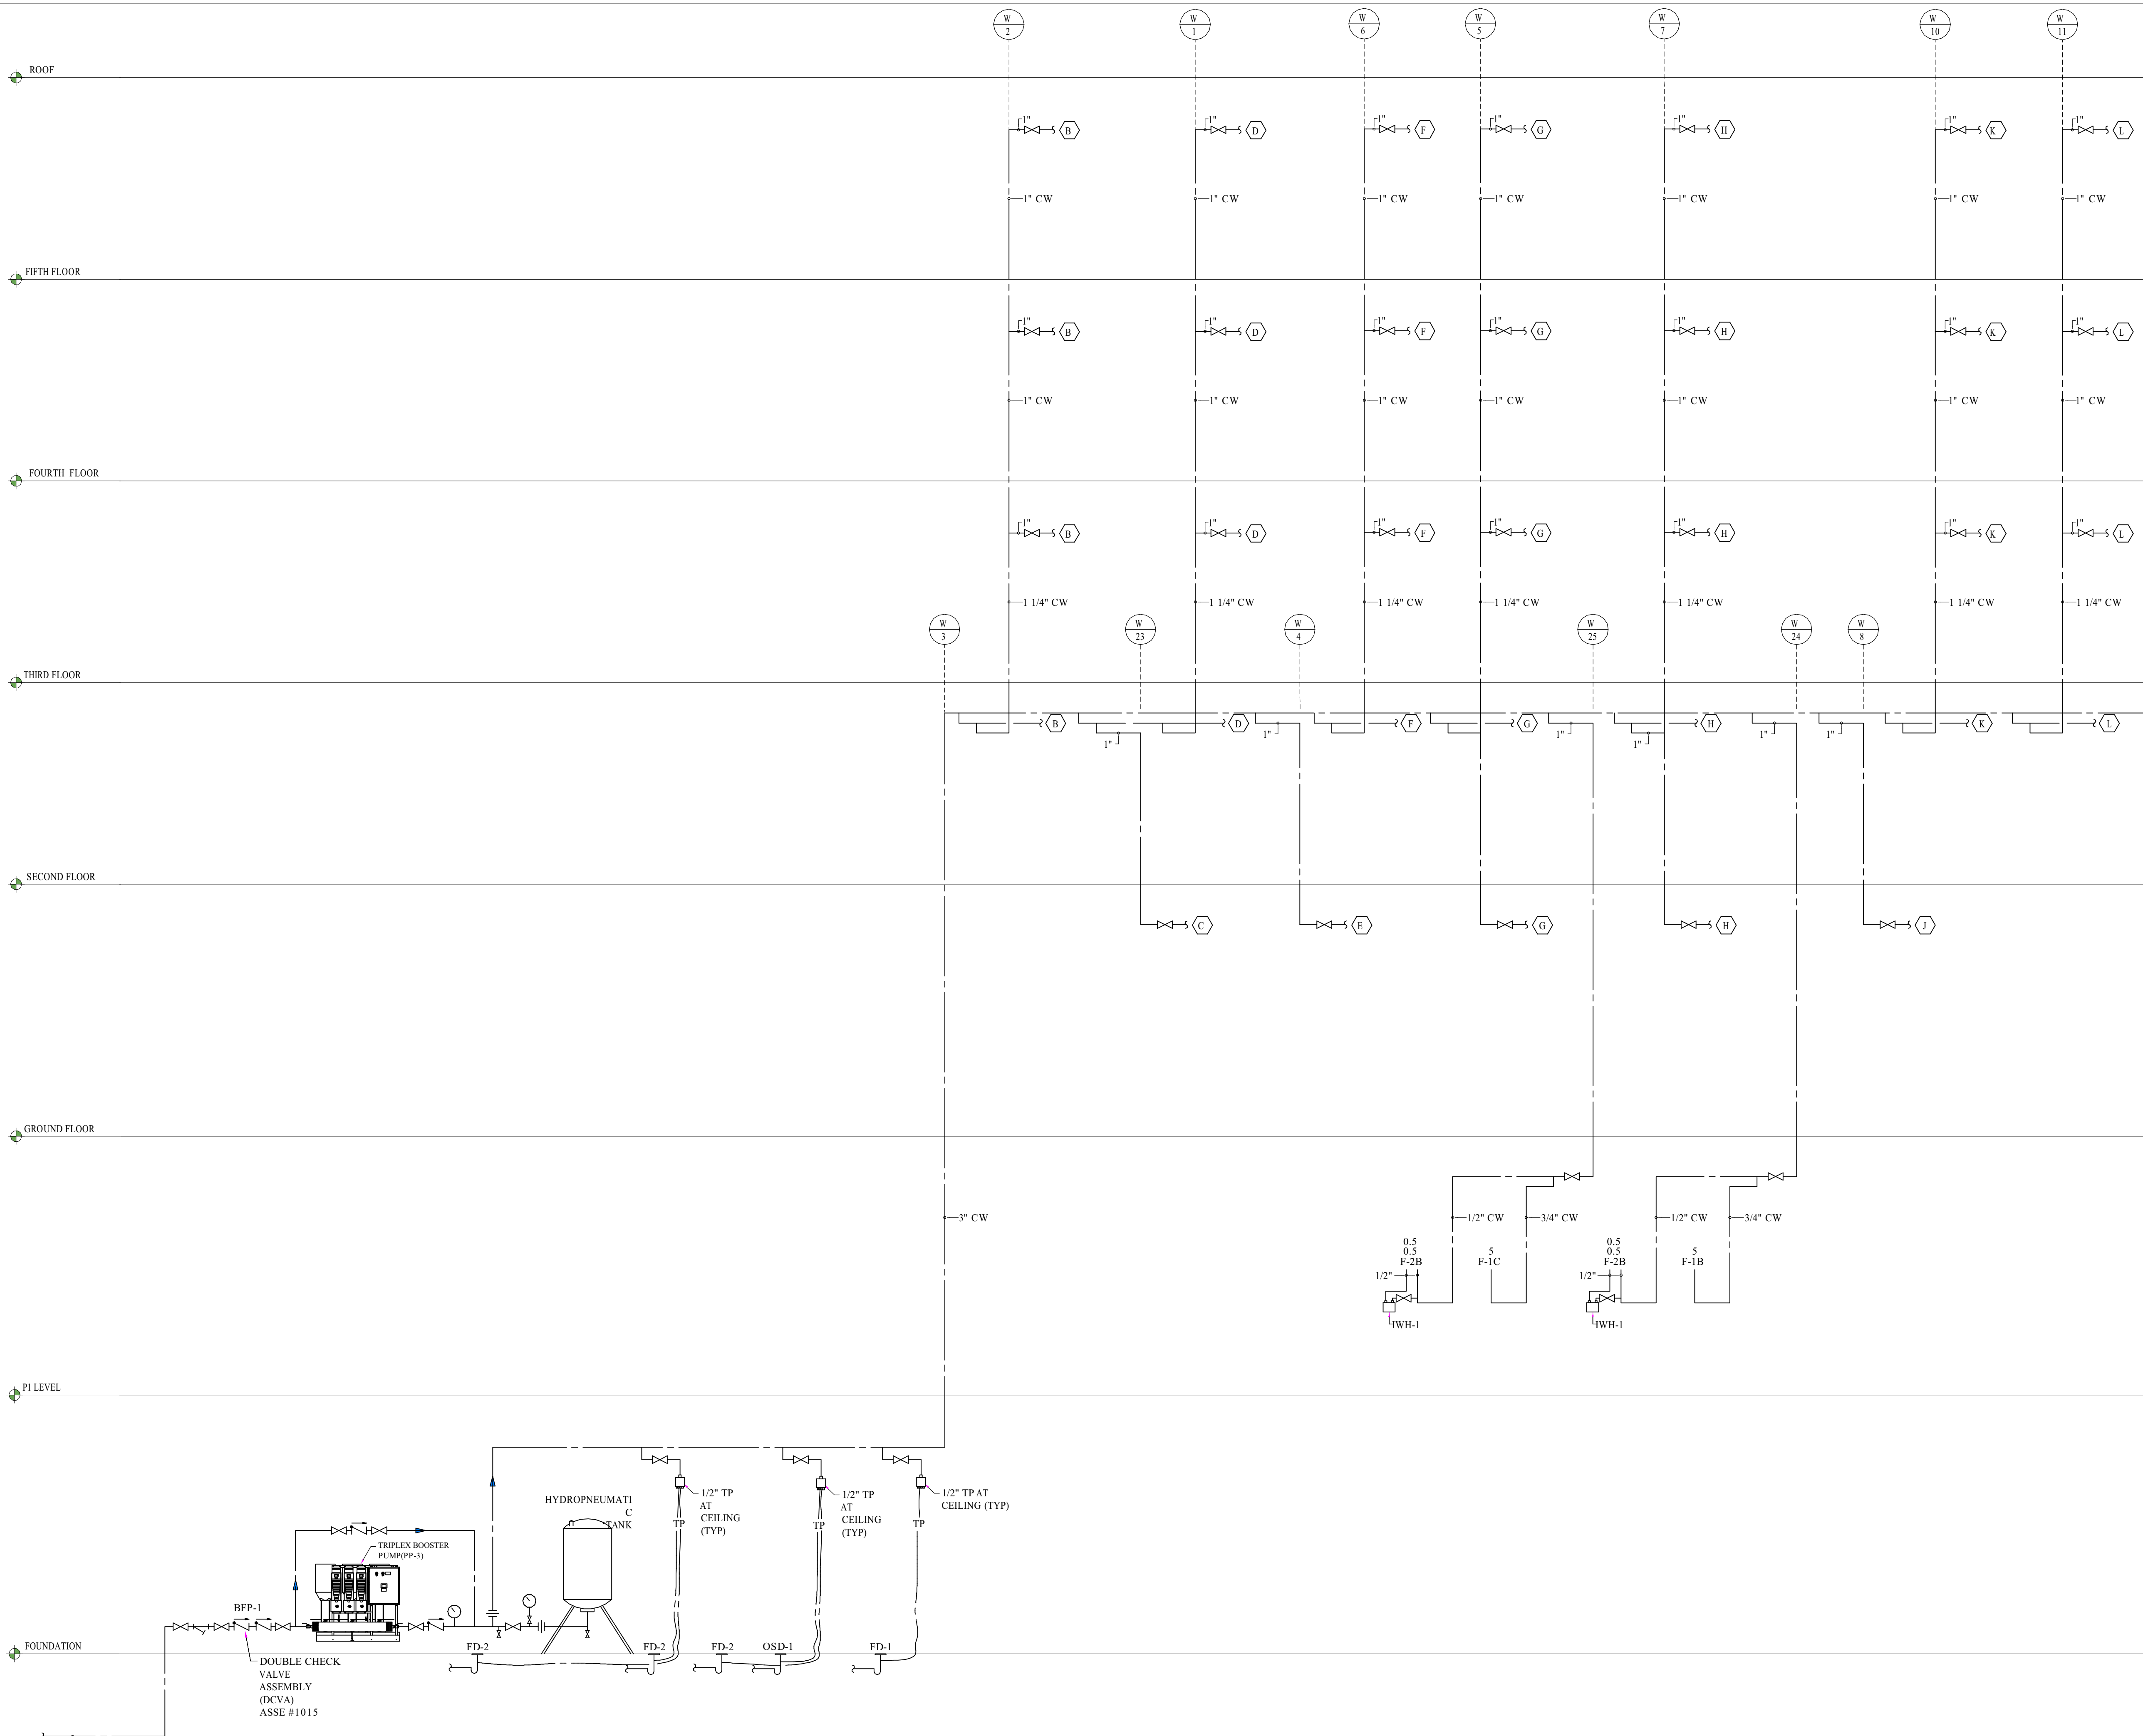 W W W W W W W
2 1 6 5 7 10 11
ROOF
1" 1" 1" 1" 1" 1" 1"
B D F G H K L
1" CW 1" CW 1" CW 1" CW 1" CW 1" CW 1" CW
FIFTH FLOOR
1" 1" 1" 1" 1" 1" 1"
B D F G H K L
1" CW 1" CW 1" CW 1" CW 1" CW 1" CW 1" CW
FOURTH FLOOR
1" 1" 1" 1" 1" 1" 1"
B D F G H K L
1 1/4" CW 1 1/4" CW 1 1/4" CW 1 1/4" CW 1 1/4" CW 1 1/4" CW 1 1/4" CW
W W W W W W
3 23 4 25 24 8
THIRD FLOOR
B D F G H K L
1" 1" 1" 1" 1" 1"
SECOND FLOOR
C E G H J
GROUND FLOOR
3" CW 1/2" CW 3/4" CW 1/2" CW 3/4" CW
0.5 0.5
0.5 5 0.5 5
F-2B F-1C F-2B F-1B
1/2" 1/2"
IWH-1 IWH-1
P1 LEVEL
HYDROPNEUMATI
C
TANK
1/2" TP
AT
CEILING
(TYP)
1/2" TP
AT
CEILING
(TYP)
1/2" TP AT
CEILING (TYP)
TP TP TP
TRIPLEX BOOSTER
PUMP(PP-3)
BFP-1
FOUNDATION
FD-2 FD-2 FD-2 OSD-1 FD-1
DOUBLE CHECK
VALVE
ASSEMBLY
(DCVA)
ASSE #1015